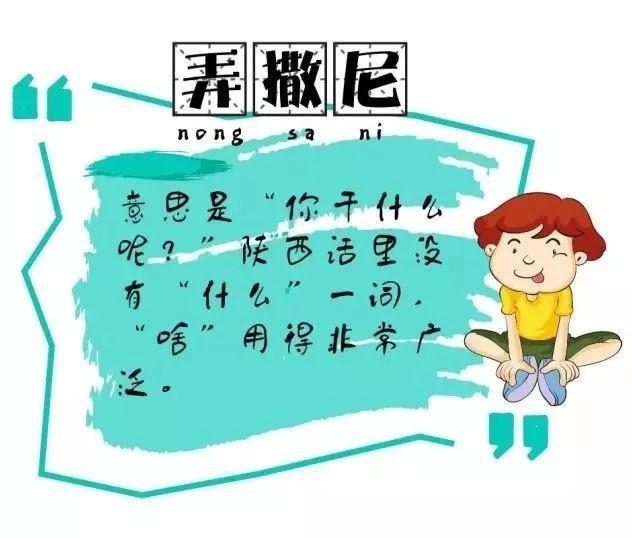 弄撒尼
nong sa ni
意思是“你干什么
呢？”陕西话里没
有“什么”一词，
“啥”用得非常广
泛。